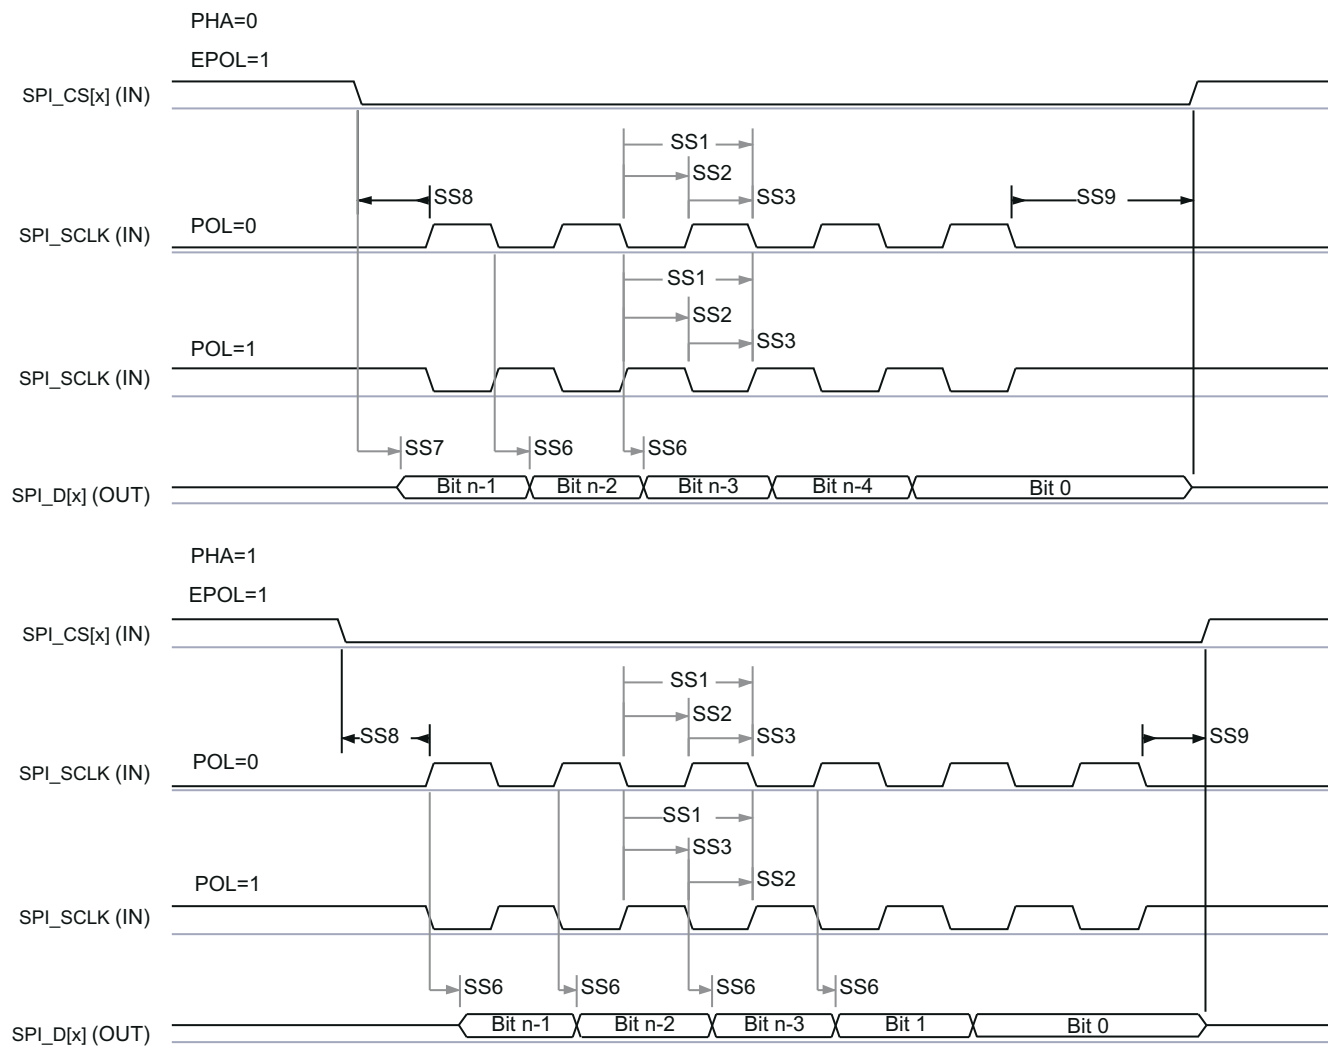 PHA=0
EPOL=1
SPI_CS[x] (IN)
SS1
SS2
SS8
SS3
SS9
POL=0
SPI_SCLK (IN)
SS1
SS2
SS3
POL=1
SPI_SCLK (IN)
SS7
SS6
SS6
SPI_D[x] (OUT)
Bit n-1
Bit n-2
Bit n-3
Bit n-4
Bit 0
PHA=1
EPOL=1
SPI_CS[x] (IN)
SS1
SS2
SS8
SS3
SS9
POL=0
SPI_SCLK (IN)
SS1
SS3
SS2
POL=1
SPI_SCLK (IN)
SS6
SS6
SS6
SS6
SPI_D[x] (OUT)
Bit n-1
Bit n-2
Bit n-3
Bit 1
Bit 0